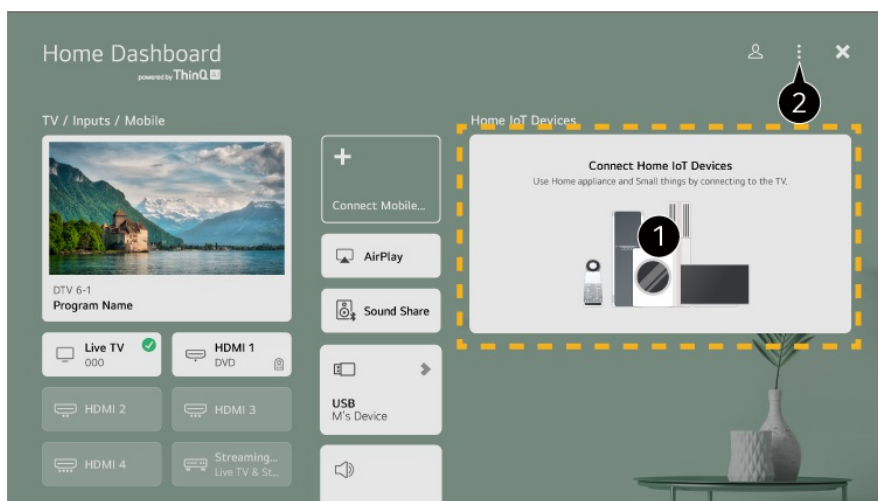 Home Dashboard
powered by ThinQ AI
2
TV / Inputs / Mobile
Home IoT Devices
Connect Home IoT Devices
Use Home appliance and Small things by connecting to the TV.
1
Connect Mobile...
AirPlay
DTV 6-1
Program Name
Sound Share
Live TV
000
HDMI 1
DVD
USB
M's Device
HDMI 2
HDMI 3
HDMI 4
Streaming...
Live TV & St...